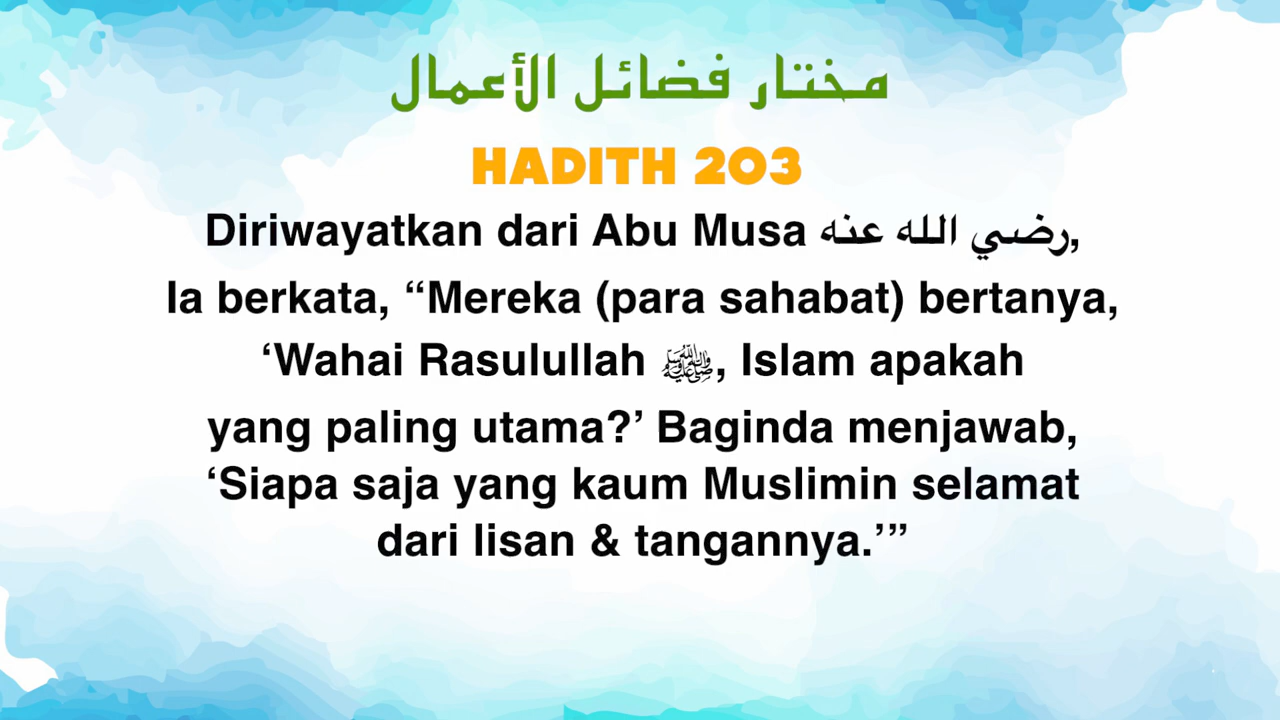 مختار فضائل الأعمال
HADITH 203
Diriwayatkan dari Abu Musa رضي الله عنه,
Ia berkata, “Mereka (para sahabat) bertanya,
‘Wahai Rasulullah ﷺ, Islam apakah
yang paling utama?’ Baginda menjawab,
‘Siapa saja yang kaum Muslimin selamat
dari lisan & tangannya.’”